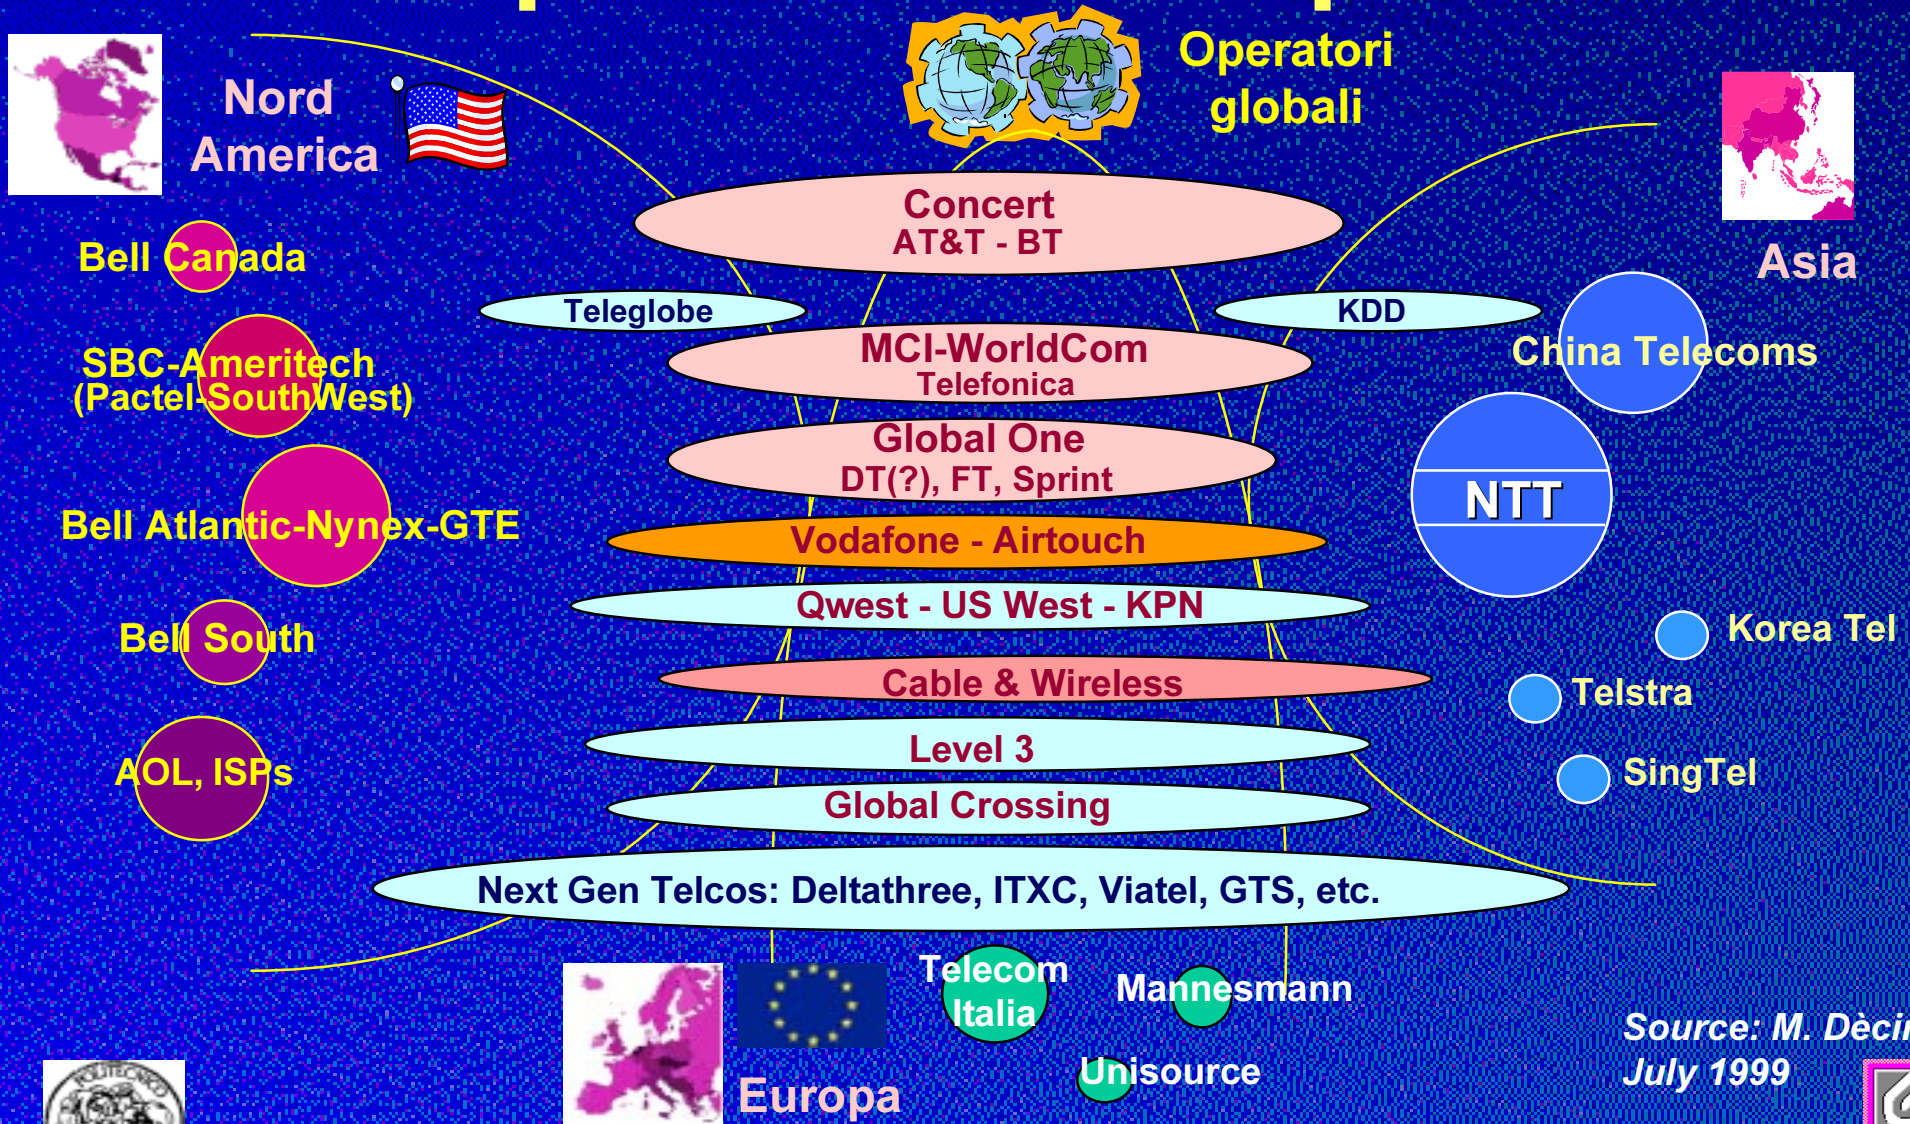 Operatori
globali
Nord
America
Asia
Concert
AT&T - BT
Bell Canada
Teleglobe
KDD
China Telecoms
SBC-Ameritech
(Pactel-SouthWest)
MCI-WorldCom
Telefonica
Global One
DT(?), FT, Sprint
NTT
Bell Atlantic-Nynex-GTE
Vodafone - Airtouch
Qwest - US West - KPN
Bell South
Korea Tel
Cable & Wireless
Telstra
Level 3
AOL, ISPs
SingTel
Global Crossing
Next Gen Telcos: Deltathree, ITXC, Viatel, GTS, etc.
Telecom
Italia
Mannesmann
Unisource
Europa
Source: M. Dècin
July 1999
POLITECNICO